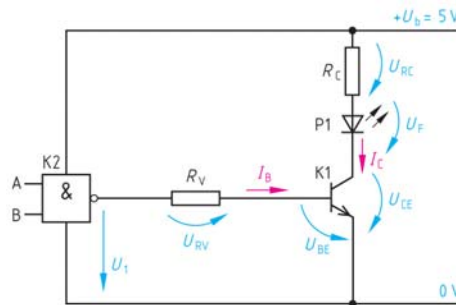 +U_b = 5 V
R_C
U_RC
P1
U_F
K2
A
&
B
R_V
I_B
K1
I_C
U_CE
U_RV
U_BE
U_1
0 V